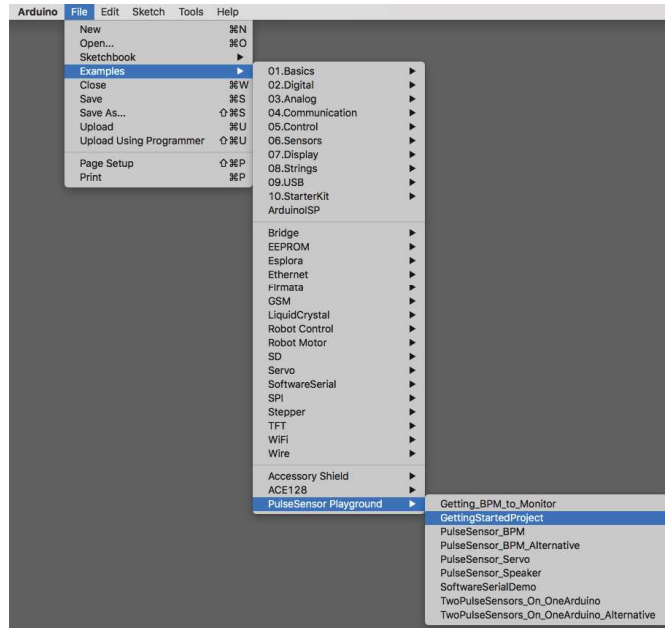 Arduino File Edit Sketch Tools Help
New ⌘N
Open... ⌘O
Sketchbook
Examples
Close ⌘W
Save ⌘S
Save As... ⇧⌘S
Upload ⌘U
Upload Using Programmer ⇧⌘U
Page Setup ⇧⌘P
Print ⌘P
01.Basics
02.Digital
03.Analog
04.Communication
05.Control
06.Sensors
07.Display
08.Strings
09.USB
10.StarterKit
ArduinoISP
Bridge
EEPROM
Esplora
Ethernet
Firmata
GSM
LiquidCrystal
Robot Control
Robot Motor
SD
Servo
SoftwareSerial
SPI
Stepper
TFT
WiFi
Wire
Accessory Shield
ACE128
PulseSensor Playground
Getting_BPM_to_Monitor
GettingStartedProject
PulseSensor_BPM
PulseSensor_BPM_Alternative
PulseSensor_Servo
PulseSensor_Speaker
SoftwareSerialDemo
TwoPulseSensors_On_OneArduino
TwoPulseSensors_On_OneArduino_Alternative